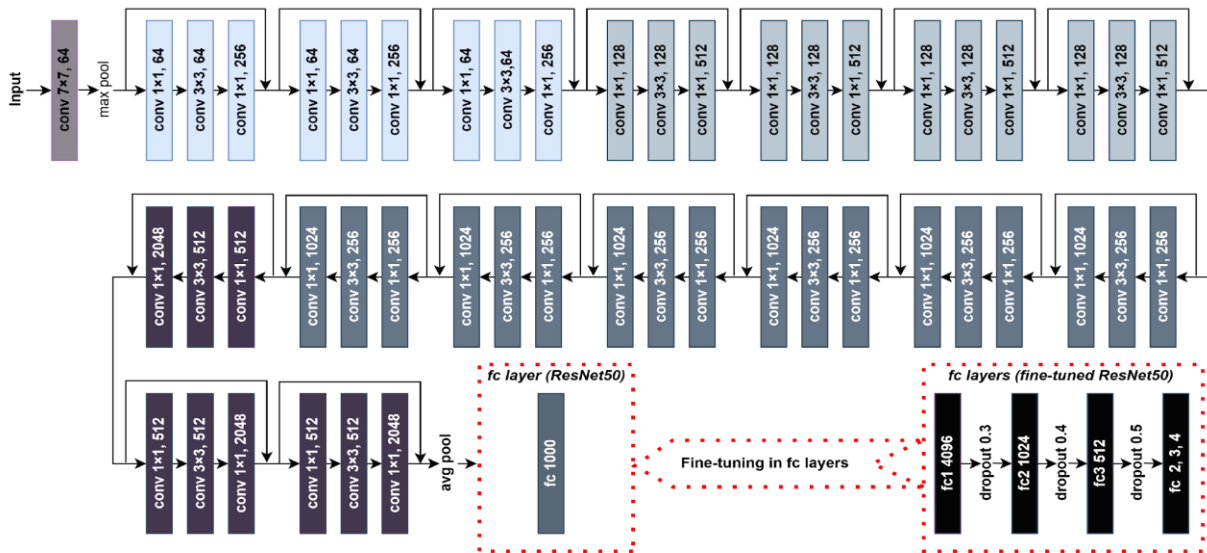 Input
conv 7×7, 64
max pool
conv 1×1, 64
conv 3×3, 64
conv 1×1, 256
conv 1×1, 64
conv 3×3, 64
conv 1×1, 256
conv 1×1, 64
conv 3×3,64
conv 1×1, 256
conv 1×1, 128
conv 3×3, 128
conv 1×1, 512
conv 1×1, 128
conv 3×3, 128
conv 1×1, 512
conv 1×1, 128
conv 3×3, 128
conv 1×1, 512
conv 1×1, 128
conv 3×3, 128
conv 1×1, 512
conv 1×1, 2048
conv 3×3, 512
conv 1×1, 512
conv 1×1, 1024
conv 3×3, 256
conv 1×1, 256
conv 1×1, 1024
conv 3×3, 256
conv 1×1, 256
conv 1×1, 1024
conv 3×3, 256
conv 1×1, 256
conv 1×1, 1024
conv 3×3, 256
conv 1×1, 256
conv 1×1, 1024
conv 3×3, 256
conv 1×1, 256
conv 1×1, 1024
conv 3×3, 256
conv 1×1, 256
conv 1×1, 512
conv 3×3, 512
conv 1×1, 2048
conv 1×1, 512
conv 3×3, 512
conv 1×1, 2048
avg pool
fc layer (ResNet50)
fc 1000
Fine-tuning in fc layers
fc layers (fine-tuned ResNet50)
fc1 4096
dropout 0.3
fc2 1024
dropout 0.4
fc3 512
dropout 0.5
fc 2, 3, 4